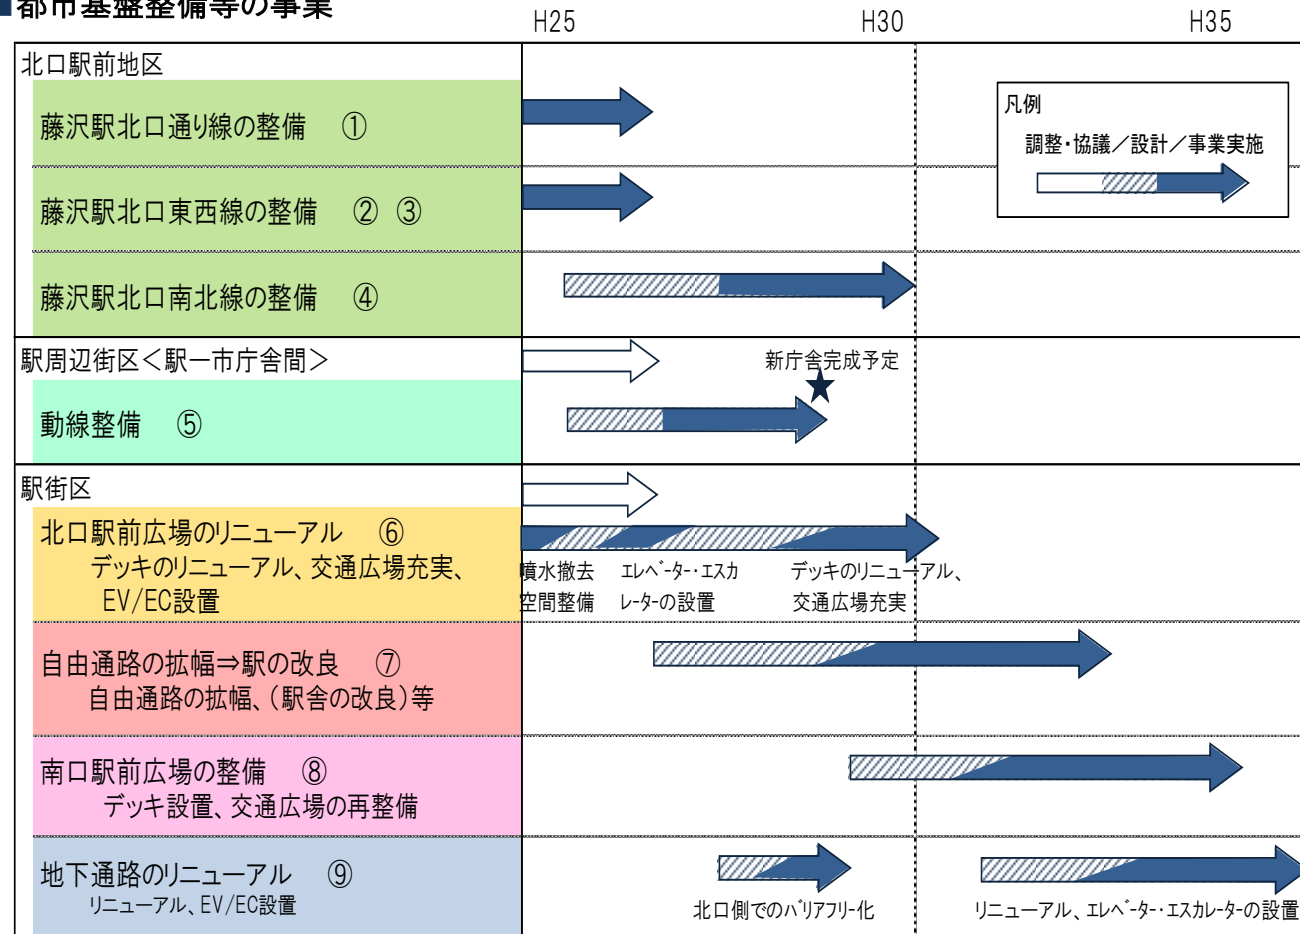 ■都市基盤整備等の事業
H25 H30 H35
北口駅前地区
藤沢駅北口通り線の整備 ①
凡例
調整・協議／設計／事業実施
藤沢駅北口東西線の整備 ② ③
藤沢駅北口南北線の整備 ④
駅周辺街区＜駅ー市庁舎間＞
新庁舎完成予定
動線整備 ⑤
駅街区
北口駅前広場のリニューアル ⑥
デッキのリニューアル、交通広場充実、
EV/EC設置
噴水撤去
空間整備
エレベーター・エスカ
レーターの設置
デッキのリニューアル、
交通広場充実
自由通路の拡幅⇒駅の改良 ⑦
自由通路の拡幅、（駅舎の改良）等
南口駅前広場の整備 ⑧
デッキ設置、交通広場の再整備
地下通路のリニューアル ⑨
リニューアル、EV/EC設置
北口側でのバリアフリー化
リニューアル、エレベーター・エスカレーターの設置